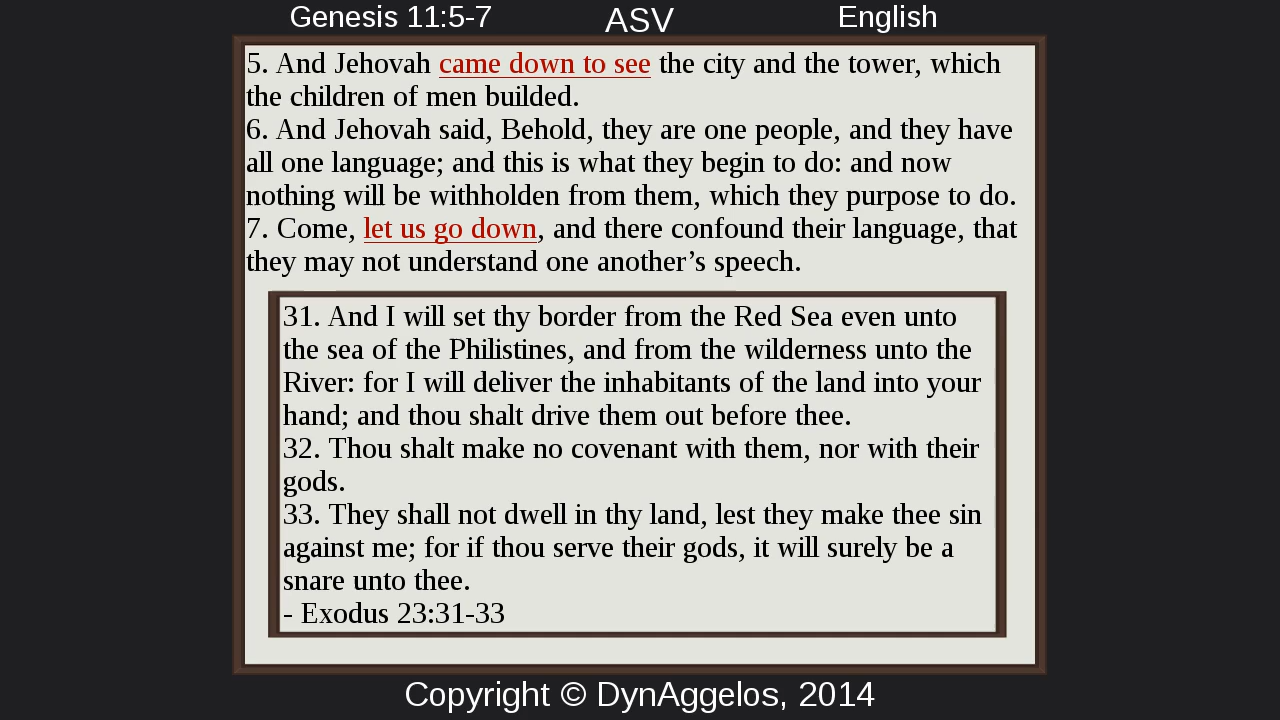 Genesis 11:5-7 ASV English
5. And Jehovah came down to see the city and the tower, which
the children of men builded.
6. And Jehovah said, Behold, they are one people, and they have
all one language; and this is what they begin to do: and now
nothing will be withholden from them, which they purpose to do.
7. Come, let us go down, and there confound their language, that
they may not understand one another’s speech.
31. And I will set thy border from the Red Sea even unto
the sea of the Philistines, and from the wilderness unto the
River: for I will deliver the inhabitants of the land into your
hand; and thou shalt drive them out before thee.
32. Thou shalt make no covenant with them, nor with their
gods.
33. They shall not dwell in thy land, lest they make thee sin
against me; for if thou serve their gods, it will surely be a
snare unto thee.
- Exodus 23:31-33
Copyright © DynAggelos, 2014